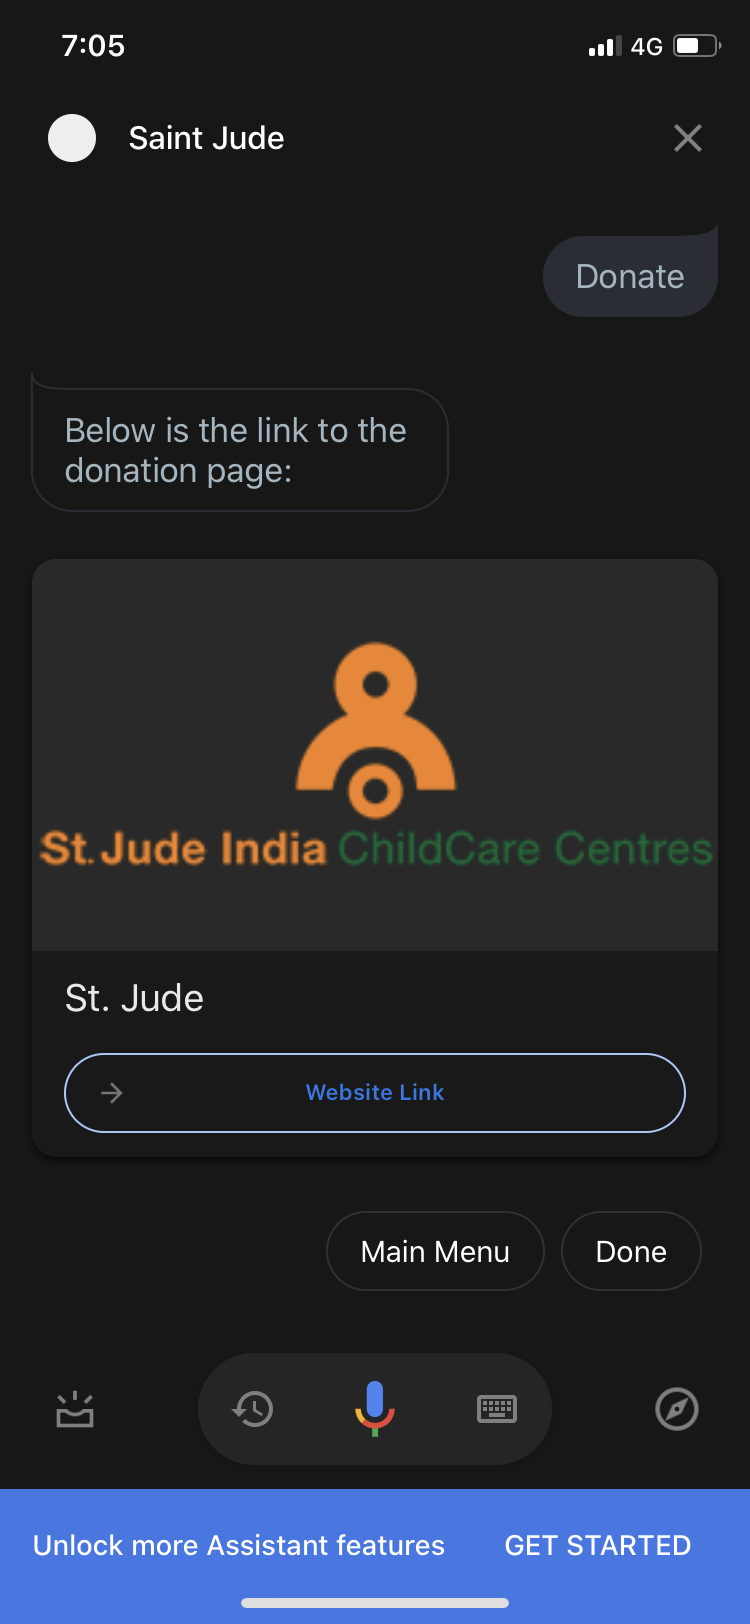 7:05
4G
Saint Jude
Donate
Below is the link to the
donation page:
St. Jude India ChildCare Centres
St. Jude
Website Link
Main Menu
Done
Unlock more Assistant features
GET STARTED